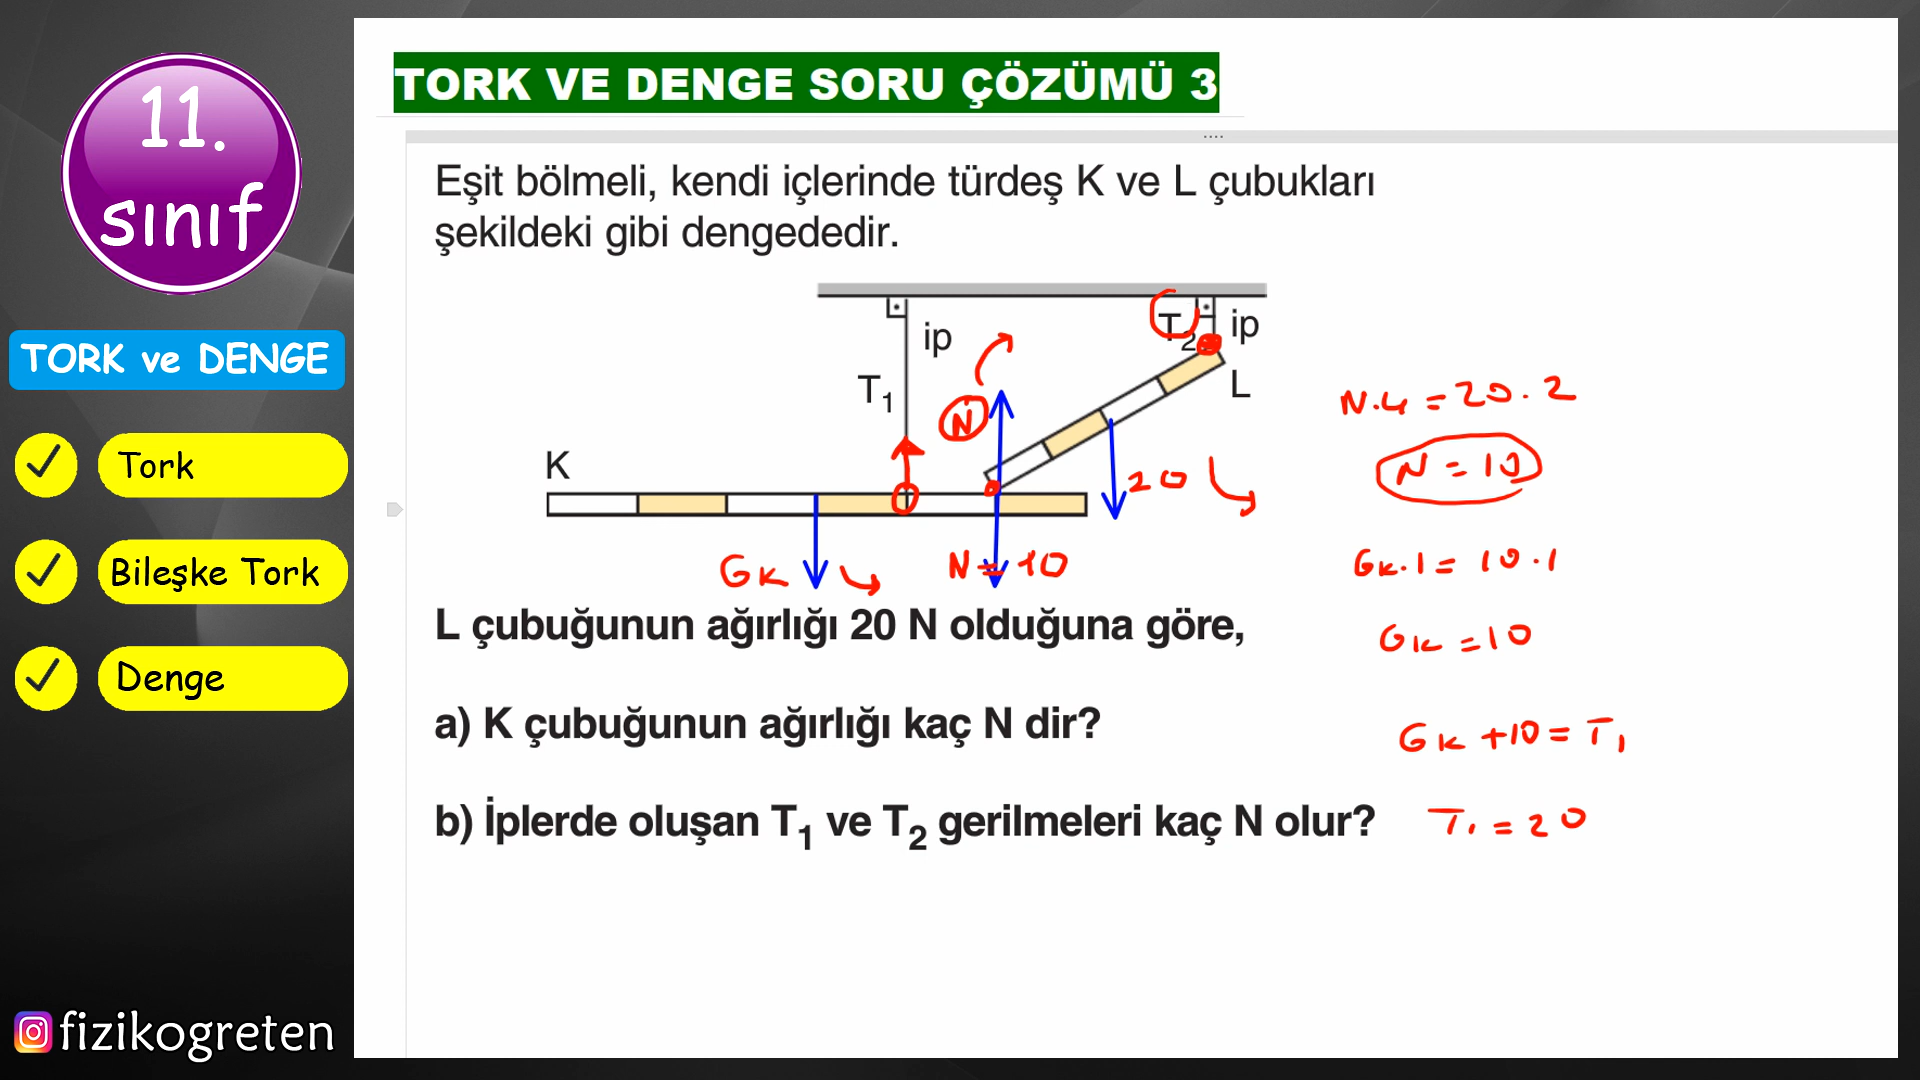 11.
sınıf
TORK ve DENGE
Tork
Bileşke Tork
Denge
fizikogreten
TORK VE DENGE SORU ÇÖZÜMÜ 3
Eşit bölmeli, kendi içlerinde türdeş K ve L çubukları
şekildeki gibi dengededir.
ip
T2
ip
T1
L
N
K
20
GK
N = 10
N.4 = 20.2
N = 10
GK.1 = 10.1
GK = 10
GK + 10 = T1
T1 = 20
L çubuğunun ağırlığı 20 N olduğuna göre,
a) K çubuğunun ağırlığı kaç N dir?
b) İplerde oluşan T1 ve T2 gerilmeleri kaç N olur?